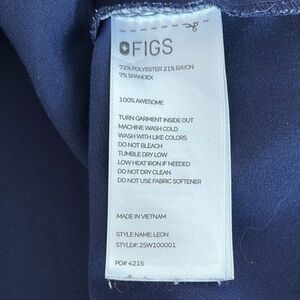 FIGS
72% POLYESTER 21% RAYON
7% SPANDEX
100% AWESOME
TURN GARMENT INSIDE OUT
MACHINE WASH COLD
WASH WITH LIKE COLORS
DO NOT BLEACH
TUMBLE DRY LOW
LOW HEAT IRON IF NEEDED
DO NOT DRY CLEAN
DO NOT USE FABRIC SOFTENER
MADE IN VIETNAM
STYLE NAME: LEON
STYLE#: 2SW100001
PO# 4215